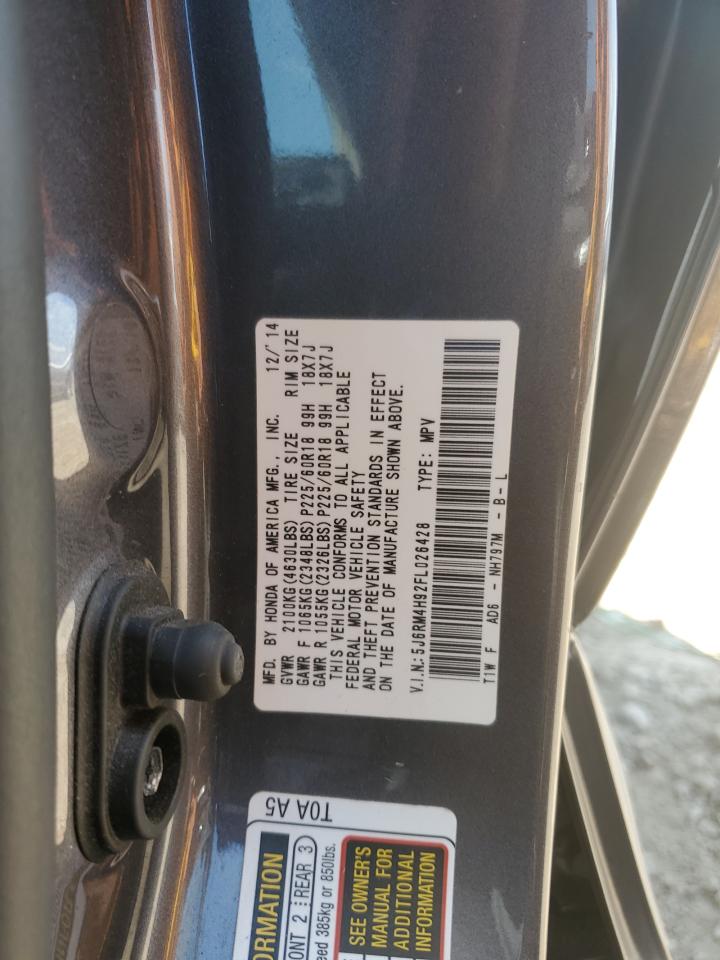 MFD. BY HONDA OF AMERICA MFG., INC. 12/'14
GVWR 2100KG(4630LBS) TIRE SIZE RIM SIZE
GAWR F 1065KG(2348LBS) P225/60R18 99H 18X7J
GAWR R 1055KG(2326LBS) P225/60R18 99H 18X7J
THIS VEHICLE CONFORMS TO ALL APPLICABLE
FEDERAL MOTOR VEHICLE SAFETY
AND THEFT PREVENTION STANDARDS IN EFFECT
ON THE DATE OF MANUFACTURE SHOWN ABOVE.
V.I.N.: 5J6RM4H92FL026428 TYPE: MPV
T1W F AD6 - NH797M - B - L
T0A A5
ORMATION
ONT 2 REAR 3
eed 385kg or 850lbs.
SEE OWNER'S
MANUAL FOR
ADDITIONAL
INFORMATION